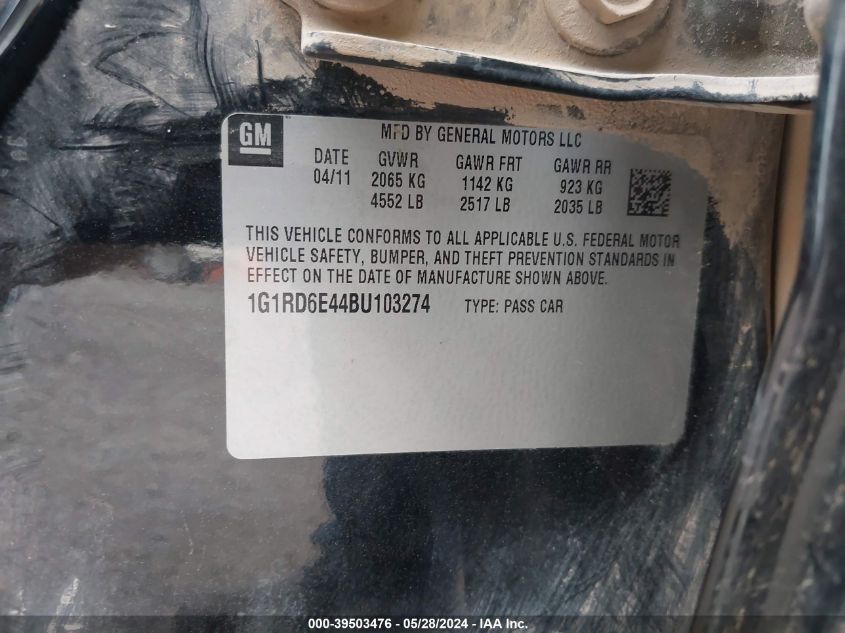 GM
MFD BY GENERAL MOTORS LLC
DATE GVWR GAWR FRT GAWR RR
04/11 2065 KG 1142 KG 923 KG
4552 LB 2517 LB 2035 LB
THIS VEHICLE CONFORMS TO ALL APPLICABLE U.S. FEDERAL MOTOR
VEHICLE SAFETY, BUMPER, AND THEFT PREVENTION STANDARDS IN
EFFECT ON THE DATE OF MANUFACTURE SHOWN ABOVE.
1G1RD6E44BU103274 TYPE: PASS CAR
000-39503476 - 05/28/2024 - IAA Inc.